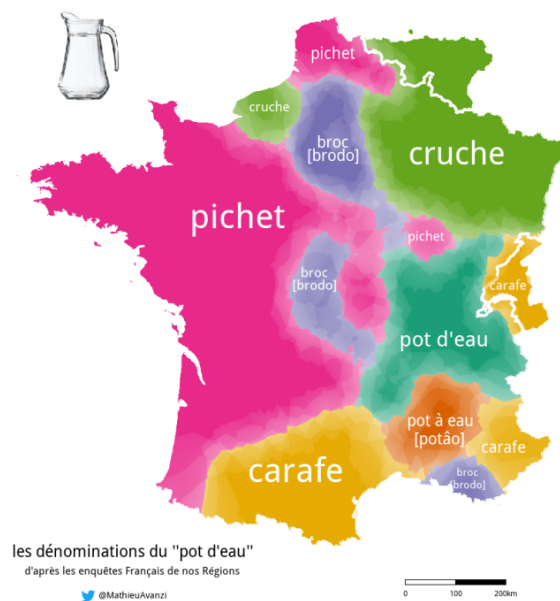 pichet
cruche
broc
[brodo]
cruche
pichet
pichet
broc
[brodo]
carafe
pot d'eau
pot à eau
[potâo]
carafe
carafe
broc
[brodo]
les dénominations du "pot d'eau"
d'après les enquêtes Français de nos Régions
@MathieuAvanzi
0 100 200km